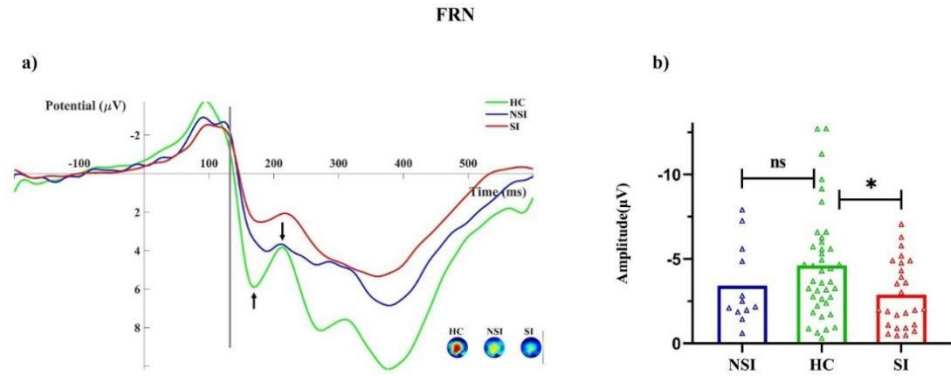 FRN
a)
Potential (μV)
HC
NSI
SI
-2
-100
100
200
300
400
500
Time (ms)
2
4
6
8
HC NSI SI
b)
ns
*
-10
-5
0
Amplitude(μV)
NSI HC SI